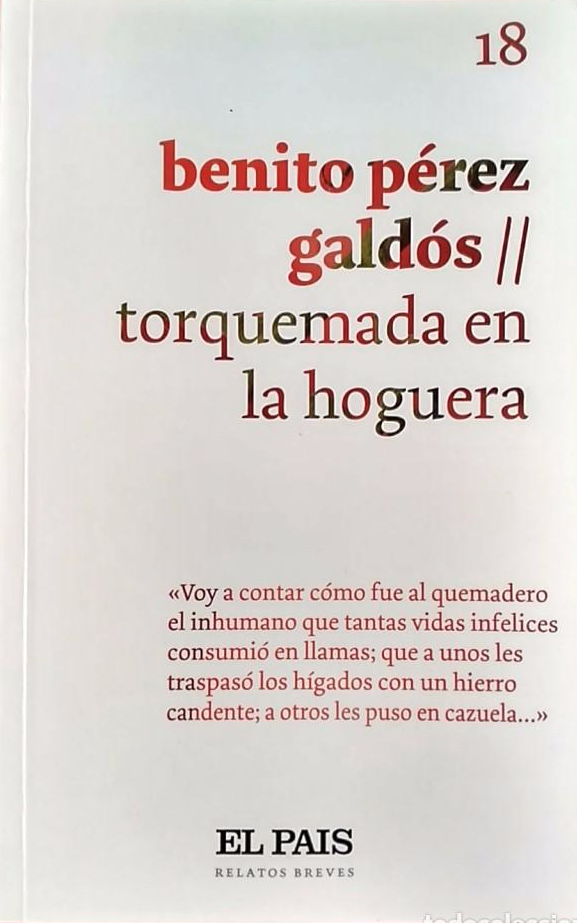 18
benito pérez
galdós //
torquemada en
la hoguera
«Voy a contar cómo fue al quemadero
el inhumano que tantas vidas infelices
consumió en llamas; que a unos les
traspasó los hígados con un hierro
candente; a otros les puso en cazuela...»
EL PAIS
RELATOS BREVES